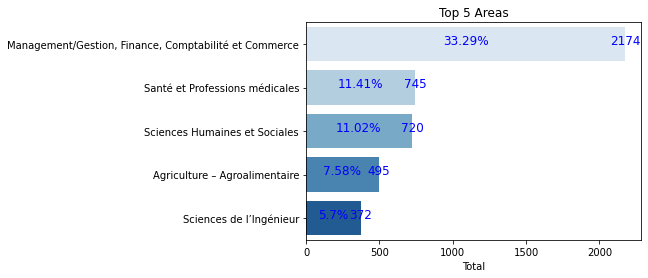 Top 5 Areas
Management/Gestion, Finance, Comptabilité et Commerce 33.29% 2174
Santé et Professions médicales 11.41% 745
Sciences Humaines et Sociales 11.02% 720
Agriculture – Agroalimentaire 7.58% 495
Sciences de l’Ingénieur 5.7% 372
0 500 1000 1500 2000
Total